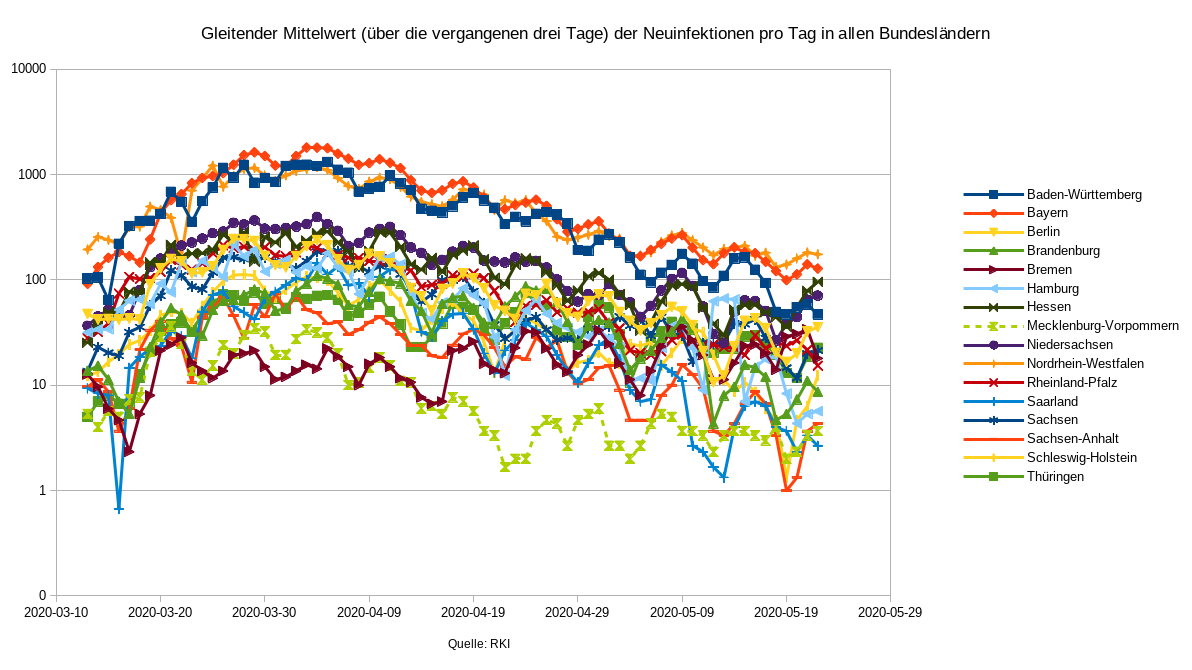 Gleitender Mittelwert (über die vergangenen drei Tage) der Neuinfektionen pro Tag in allen Bundesländern
10000
1000
100
10
1
0
2020-03-10
2020-03-20
2020-03-30
2020-04-09
2020-04-19
2020-04-29
2020-05-09
2020-05-19
2020-05-29
Quelle: RKI
Baden-Württemberg
Bayern
Berlin
Brandenburg
Bremen
Hamburg
Hessen
Mecklenburg-Vorpommern
Niedersachsen
Nordrhein-Westfalen
Rheinland-Pfalz
Saarland
Sachsen
Sachsen-Anhalt
Schleswig-Holstein
Thüringen